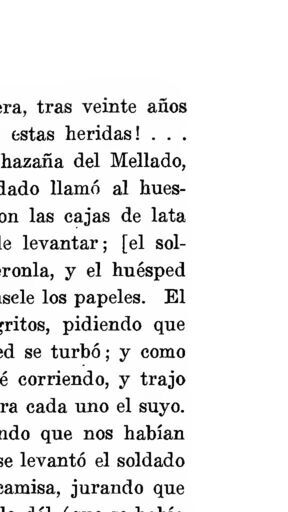 era, tras veinte años
estas heridas! . . .
hazaña del Mellado,
dado llamó al hues-
on las cajas de lata
le levantar; [el sol-
eronla, y el huésped
usele los papeles. El
gritos, pidiendo que
ed se turbó; y como
é corriendo, y trajo
ra cada uno el suyo.
ndo que nos habían
se levantó el soldado
camisa, jurando que